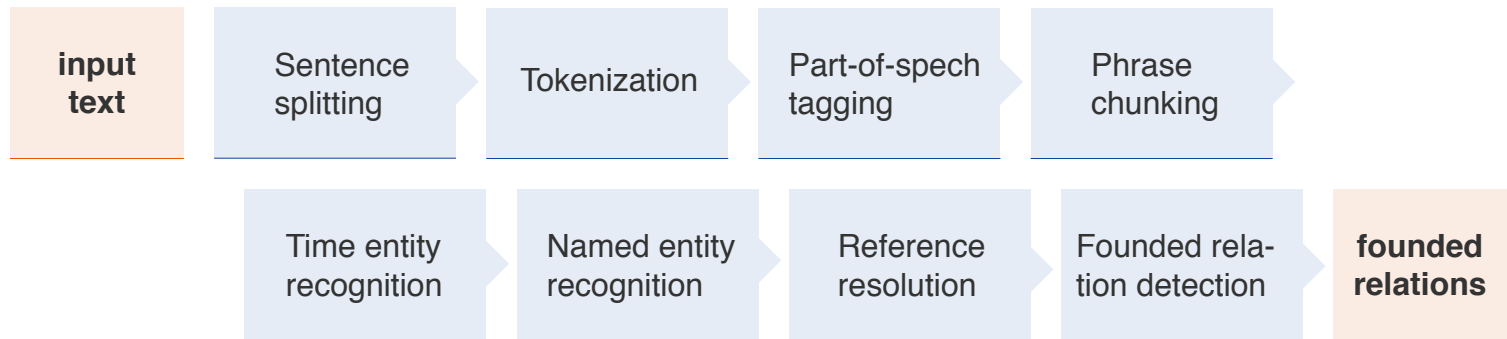 input
text
Sentence
splitting
Tokenization
Part-of-spech
tagging
Phrase
chunking
Time entity
recognition
Named entity
recognition
Reference
resolution
Founded rela-
tion detection
founded
relations